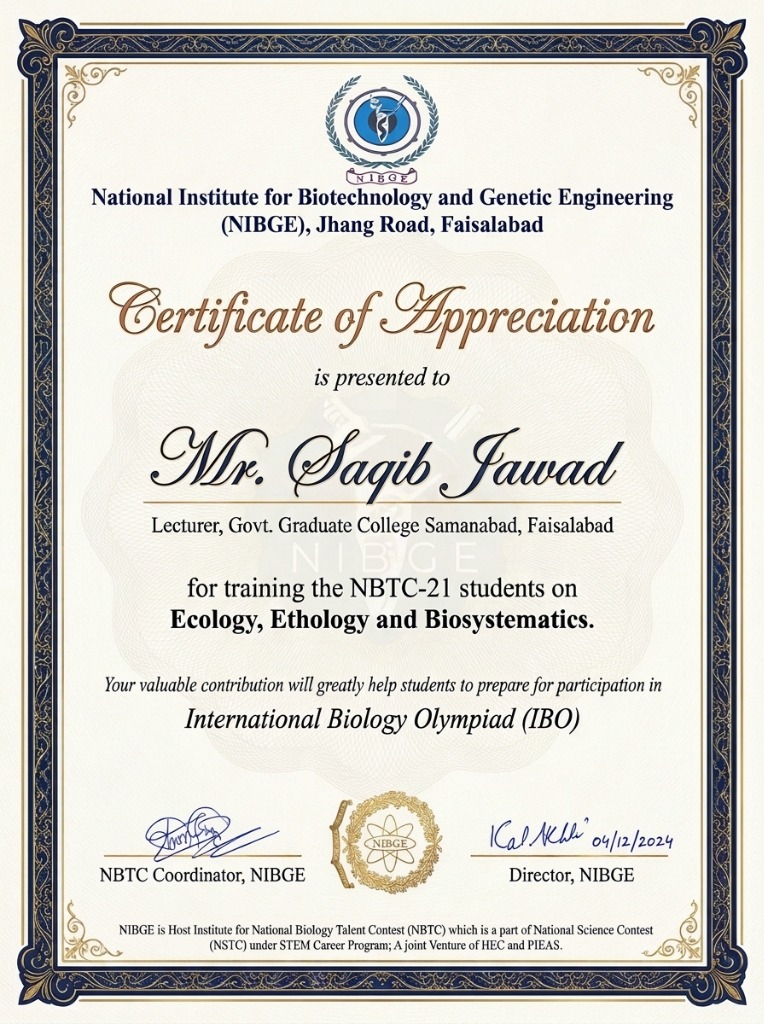 NIBGE
National Institute for Biotechnology and Genetic Engineering
(NIBGE), Jhang Road, Faisalabad
Certificate of Appreciation
is presented to
Mr. Saqib Jawad
Lecturer, Govt. Graduate College Samanabad, Faisalabad
NIBGE
for training the NBTC-21 students on
Ecology, Ethology and Biosystematics.
Your valuable contribution will greatly help students to prepare for participation in
International Biology Olympiad (IBO)
04/12/2024
NIBGE
NBTC Coordinator, NIBGE
Director, NIBGE
NIBGE is Host Institute for National Biology Talent Contest (NBTC) which is a part of National Science Contest
(NSTC) under STEM Career Program; A joint Venture of HEC and PIEAS.